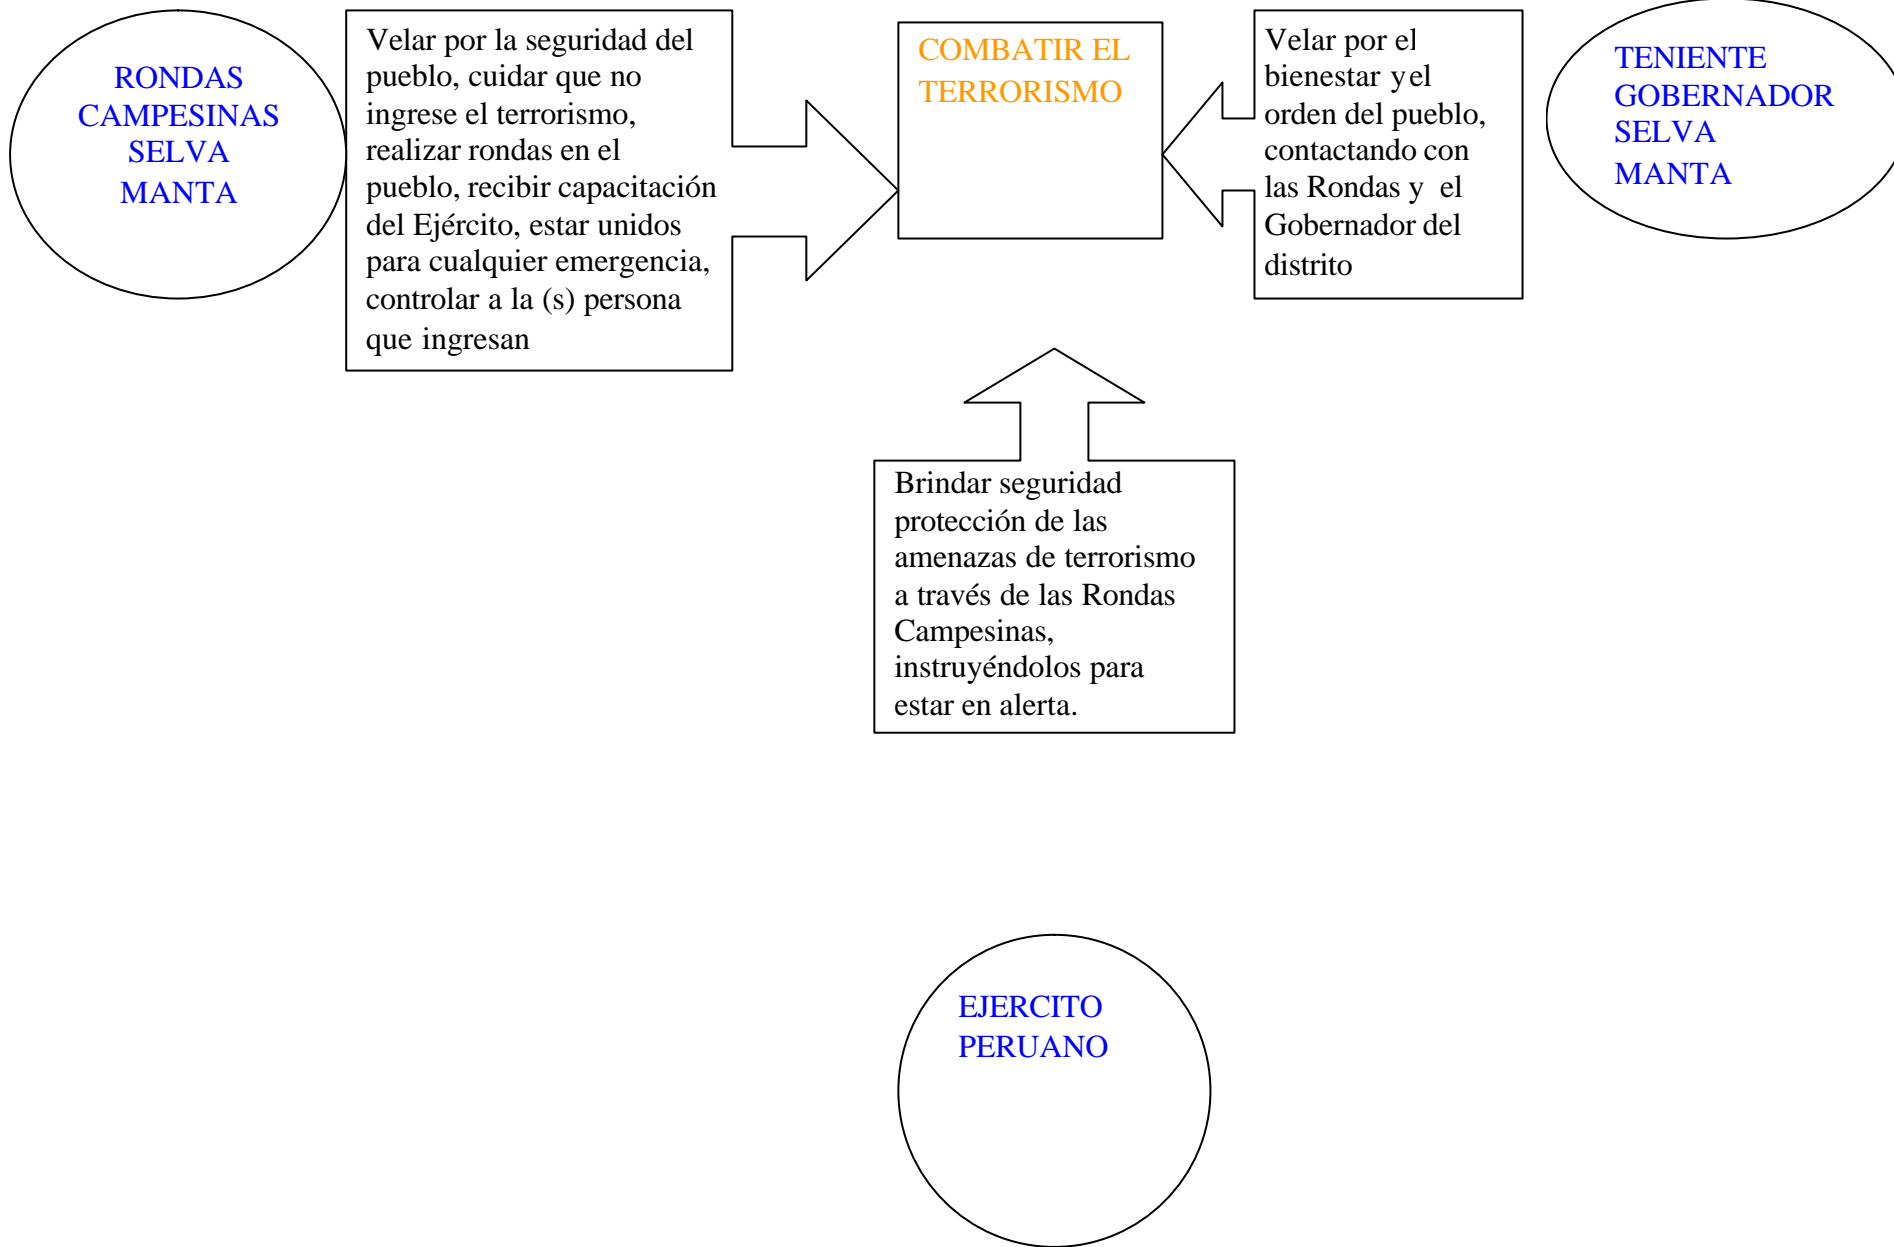 RONDAS
CAMPESINAS
SELVA
MANTA
Velar por la seguridad del
pueblo, cuidar que no
ingrese el terrorismo,
realizar rondas en el
pueblo, recibir capacitación
del Ejército, estar unidos
para cualquier emergencia,
controlar a la (s) persona
que ingresan
COMBATIR EL
TERRORISMO
Velar por el
bienestar y el
orden del pueblo,
contactando con
las Rondas y el
Gobernador del
distrito
TENIENTE
GOBERNADOR
SELVA
MANTA
Brindar seguridad
protección de las
amenazas de terrorismo
a través de las Rondas
Campesinas,
instruyéndolos para
estar en alerta.
EJERCITO
PERUANO